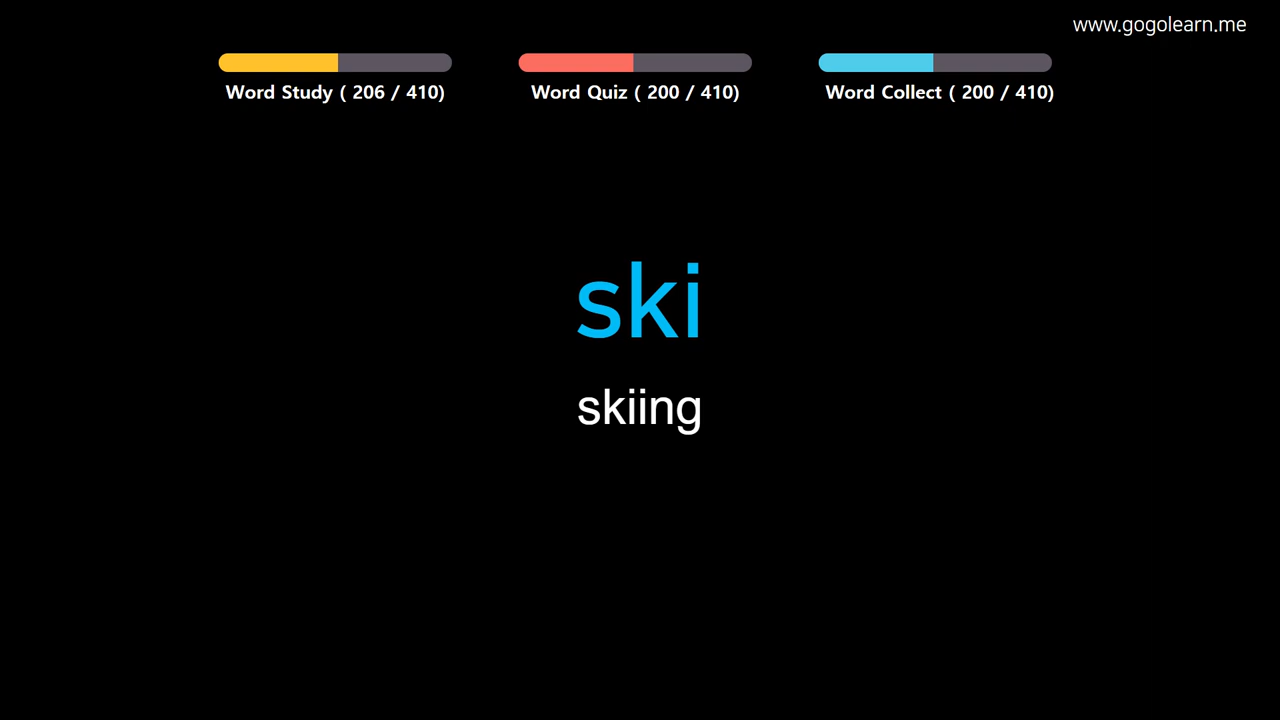 www.gogolearn.me
Word Study ( 206 / 410)
Word Quiz ( 200 / 410)
Word Collect ( 200 / 410)
ski
skiing